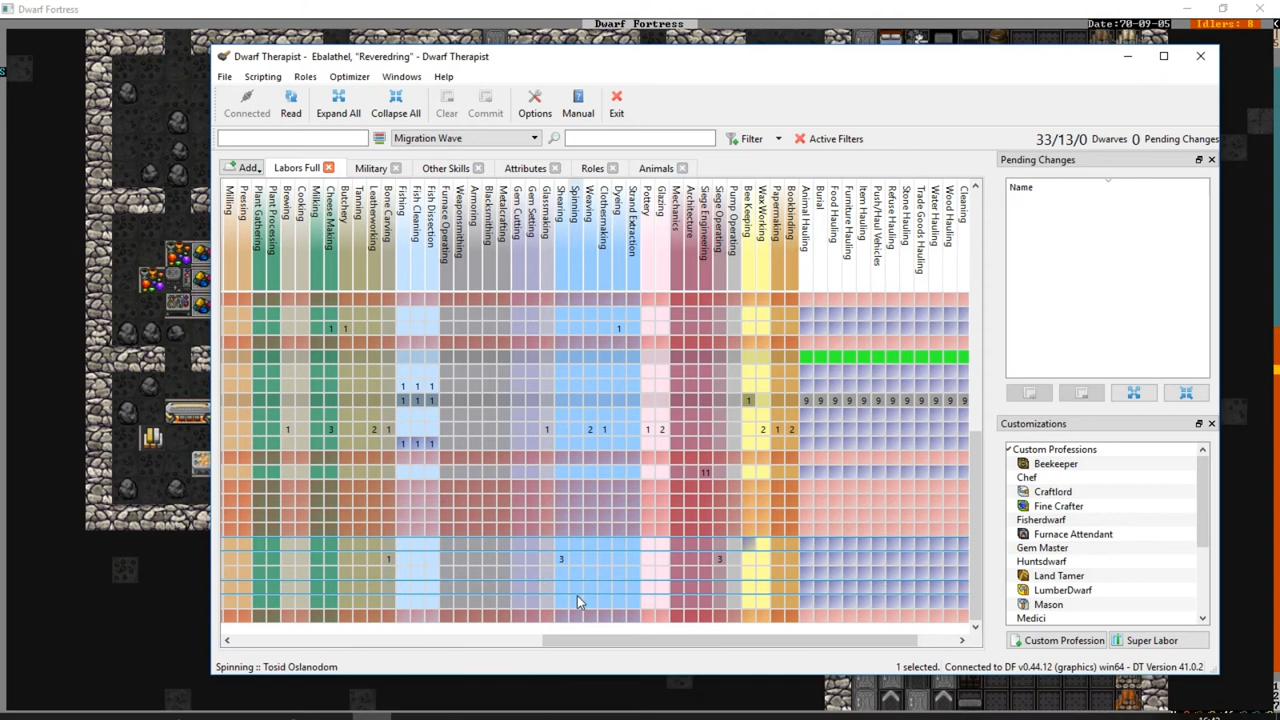 Dwarf Fortress
Dwarf Fortress
Date:70-09-05
Idlers: 8
Dwarf Therapist - Ebalathel, "Reveredring" - Dwarf Therapist
File Scripting Roles Optimizer Windows Help
Connected Read Expand All Collapse All Clear Commit Options Manual Exit
Migration Wave Filter Active Filters 33/13/0 Dwarves 0 Pending Changes
Add... Labors Full Military Other Skills Attributes Roles Animals
Pending Changes
Name
Milling Pressing Plant Gathering Plant Processing Brewing Cooking Milking Cheese Making Butchery Tanning Leatherworking Bone Carving Fishing Fish Cleaning Fish Dissection Furnace Operating Weaponsmithing Armoring Blacksmithing Metalcrafting Gem Cutting Gem Setting Glassmaking Shearing Spinning Weaving Clothesmaking Dyeing Strand Extraction Pottery Glazing Mechanics Architecture Siege Engineering Siege Operating Pump Operating Bee Keeping Wax Working Papermaking Bookbinding Animal Hauling Burial Food Hauling Furniture Hauling Item Hauling Push/Haul Vehicles Refuse Hauling Stone Hauling Trade Goods Hauling Water Hauling Wood Hauling Cleaning
1 1 1
1 1 1
1 1 1 1 9 9 9 9 9 9 9 9 9 9 9 9
1 3 2 1 1 2 1 1 2 2 1 2
1 1 1
11
1 3 3
Customizations
Custom Professions
Beekeeper
Chef
Craftlord
Fine Crafter
Fisherdwarf
Furnace Attendant
Gem Master
Huntsdwarf
Land Tamer
LumberDwarf
Mason
Medici
Custom Profession Super Labor
Spinning :: Tosid Oslanodom
1 selected. Connected to DF v0.44.12 (graphics) win64 - DT Version 41.0.2